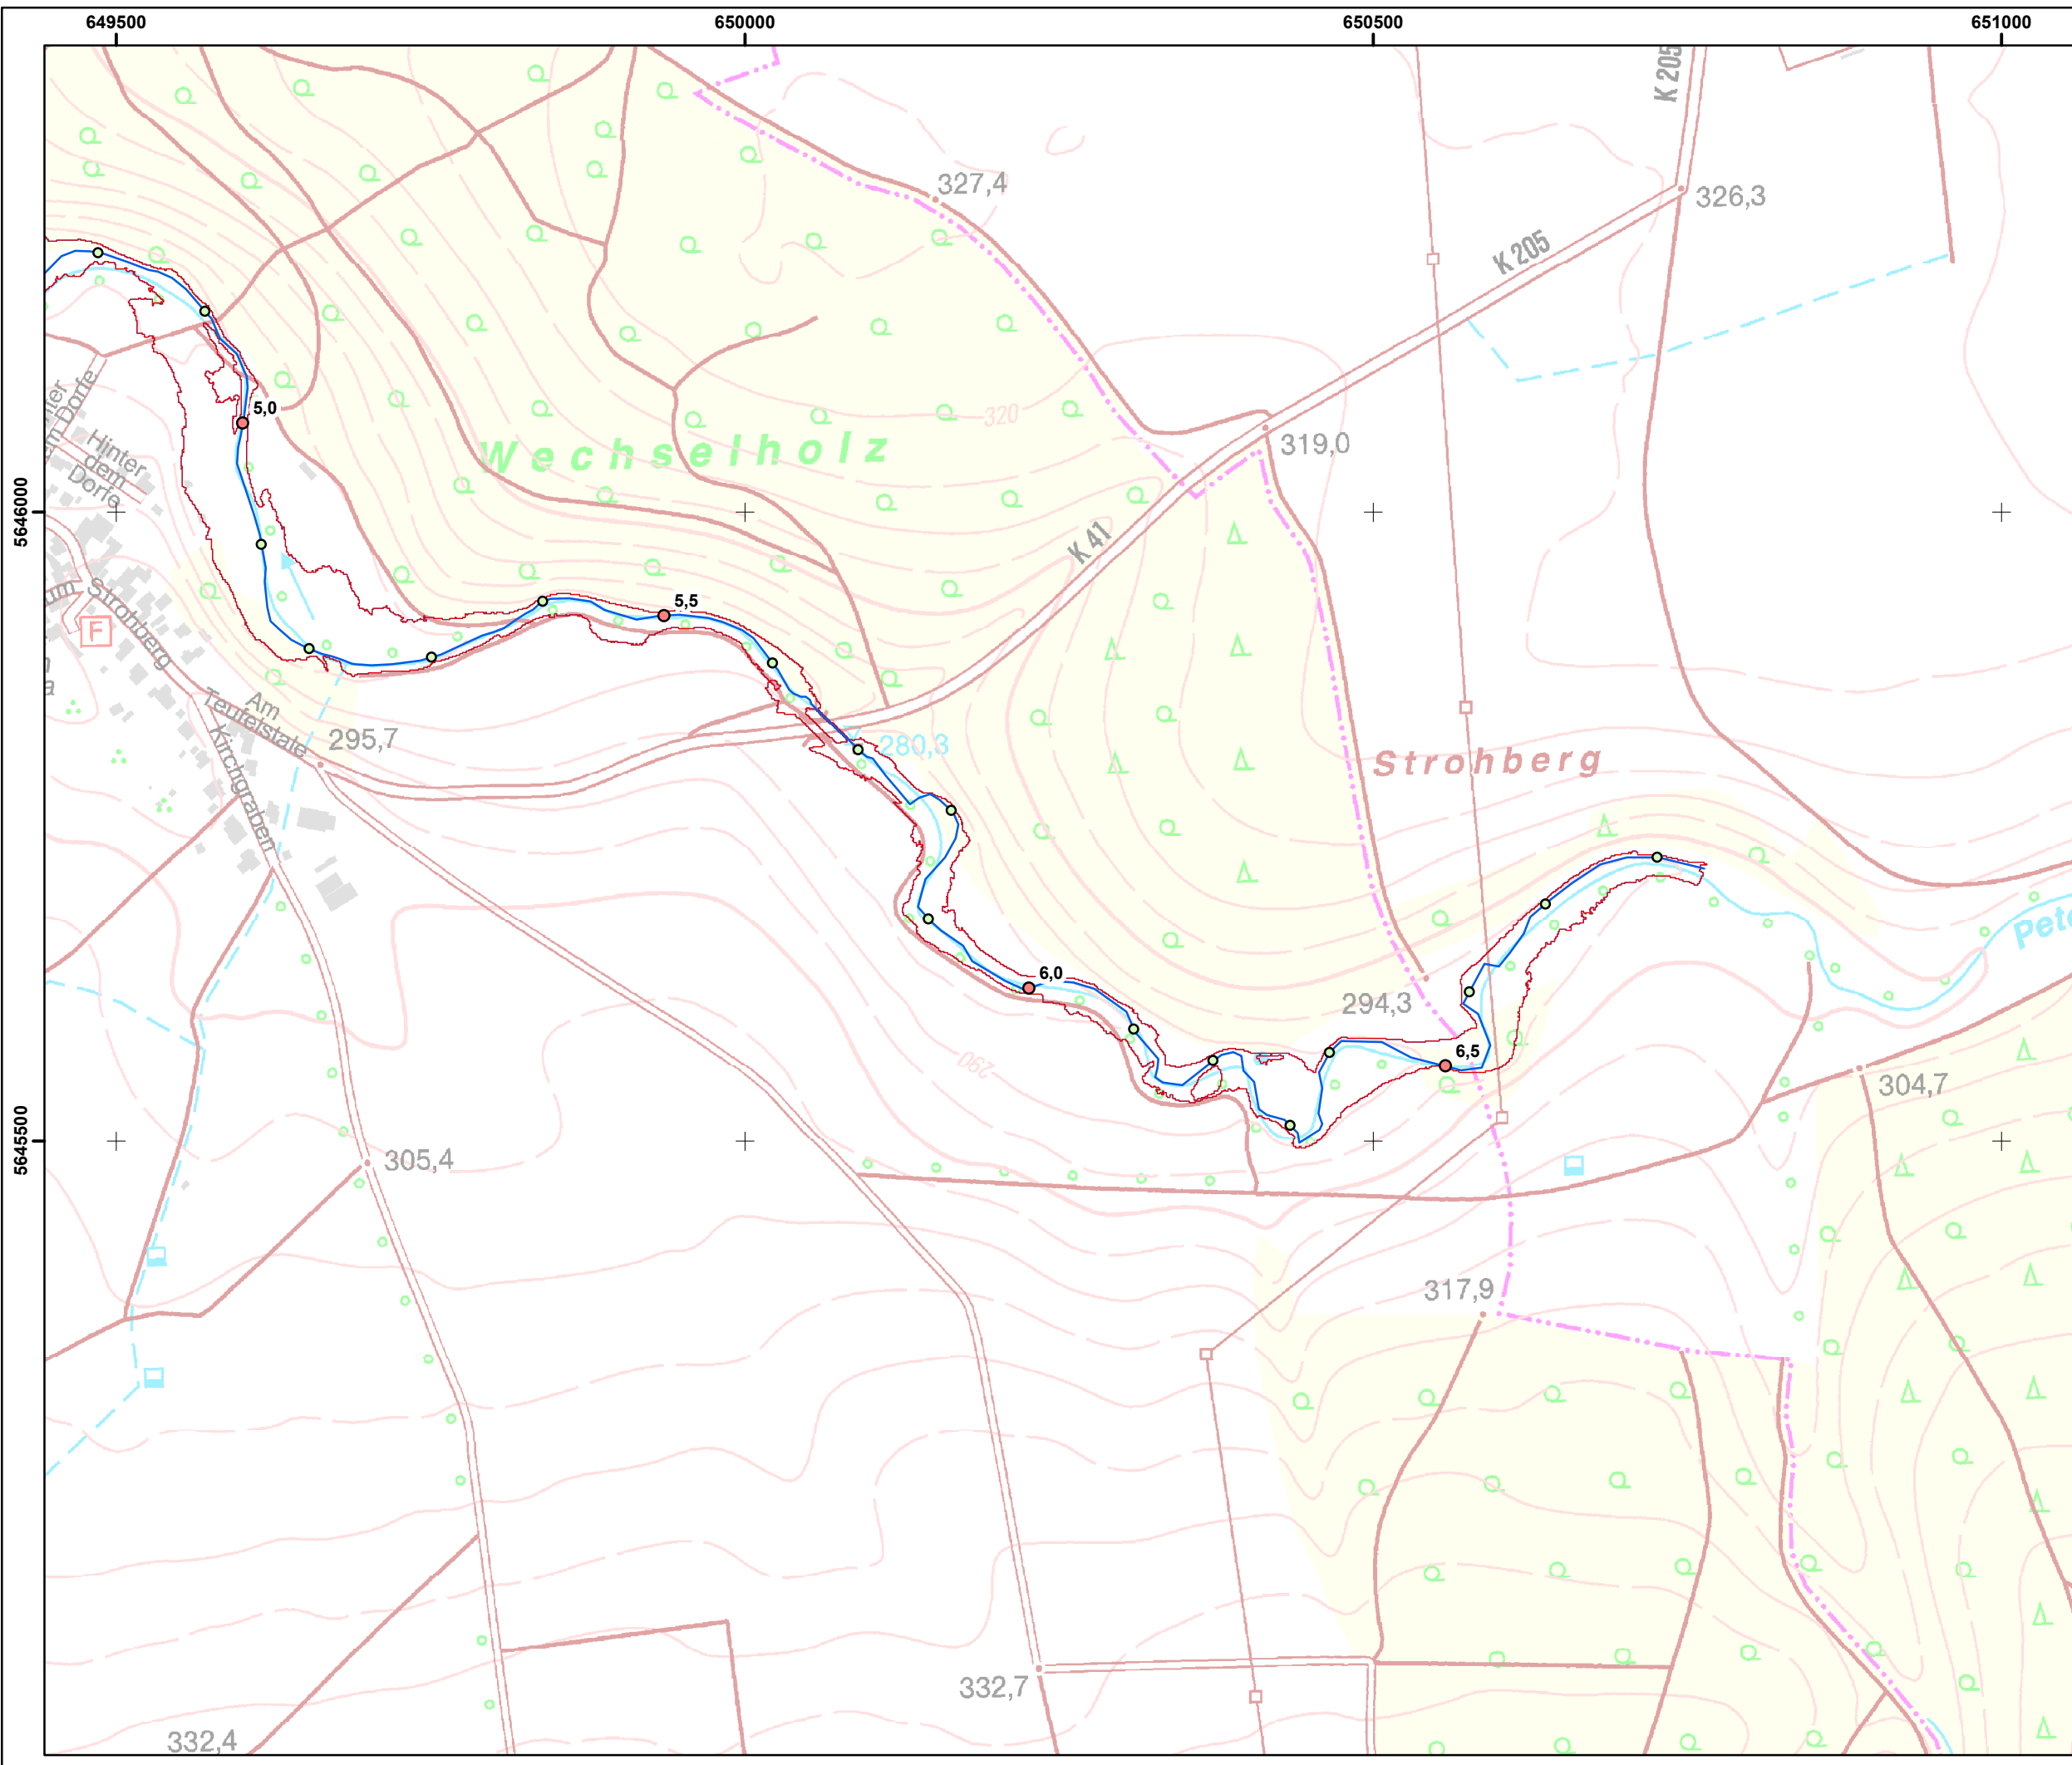 649500
650000
650500
651000
K 205
327,4
326,3
K 205
5,0
320
319,0
Wechselholz
Hinter
dem
Dorfe
5646000
K 41
5,5
um
Strohberg
F
Am
Teufelstale
295,7
280,3
Strohberg
Kirchgraben
Pete
6,0
294,3
6,5
290
304,7
5645500
305,4
317,9
332,7
332,4